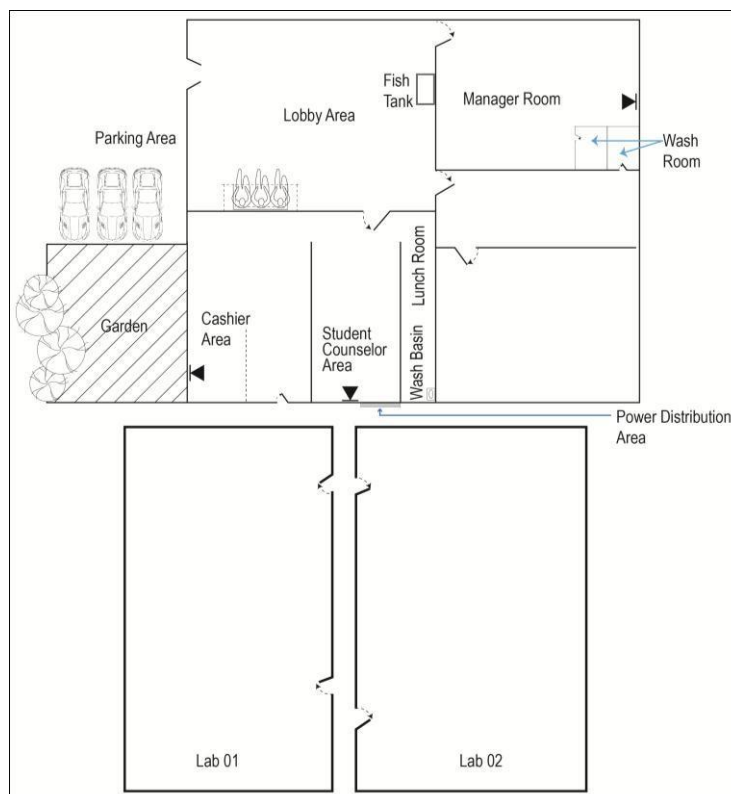 Fish
Tank
Manager Room
Lobby Area
Parking Area
Wash
Room
Lunch Room
Garden
Cashier
Area
Student
Counselor
Area
Wash Basin
Power Distribution
Area
Lab 01
Lab 02